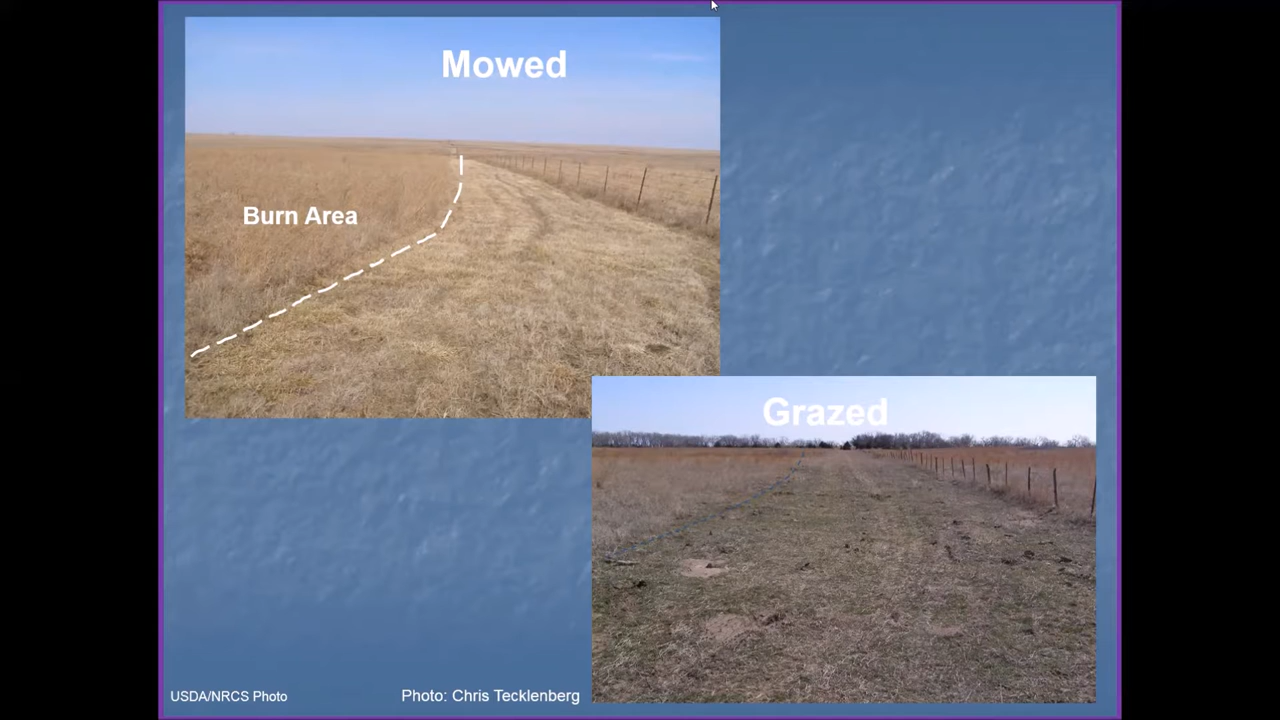 Mowed
Burn Area
Grazed
USDA/NRCS Photo
Photo: Chris Tecklenberg